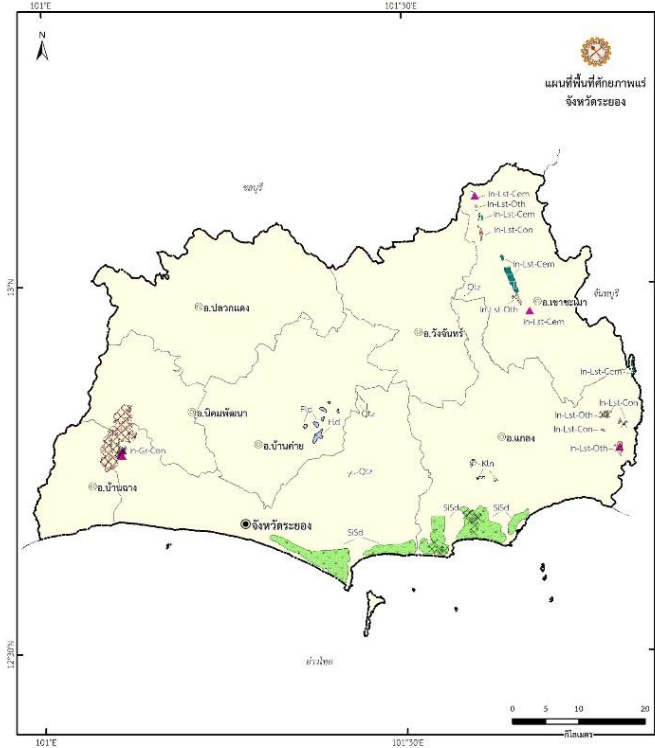 101°E
101°30'E
N
แผนที่พื้นที่ศักยภาพแร่
จังหวัดระยอง
ชลบุรี
In-Lst-Cem
In-Lst-Oth
In-Lst-Cem
In-Lst-Con
In-Lst-Cem
13°N
Qtz
จันทบุรี
อ.ปลวกแดง
In-Lst-Oth
อ.เขาชะเมา
In-Lst-Cem
อ.วังจันทร์
In-Lst-Cem
In-Lst-Con
อ.นิคมพัฒนา
Fld
Qtz
In-Lst-Oth
Fld
In-Lst-Con
อ.บ้านค่าย
อ.แกลง
In-Gr-Con
In-Lst-Oth
Kln
Qtz
อ.บ้านฉาง
SiSd
SiSd
จังหวัดระยอง
SiSd
12°30'N
อ่าวไทย
0 5 10 20
กิโลเมตร
101°E
101°30'E